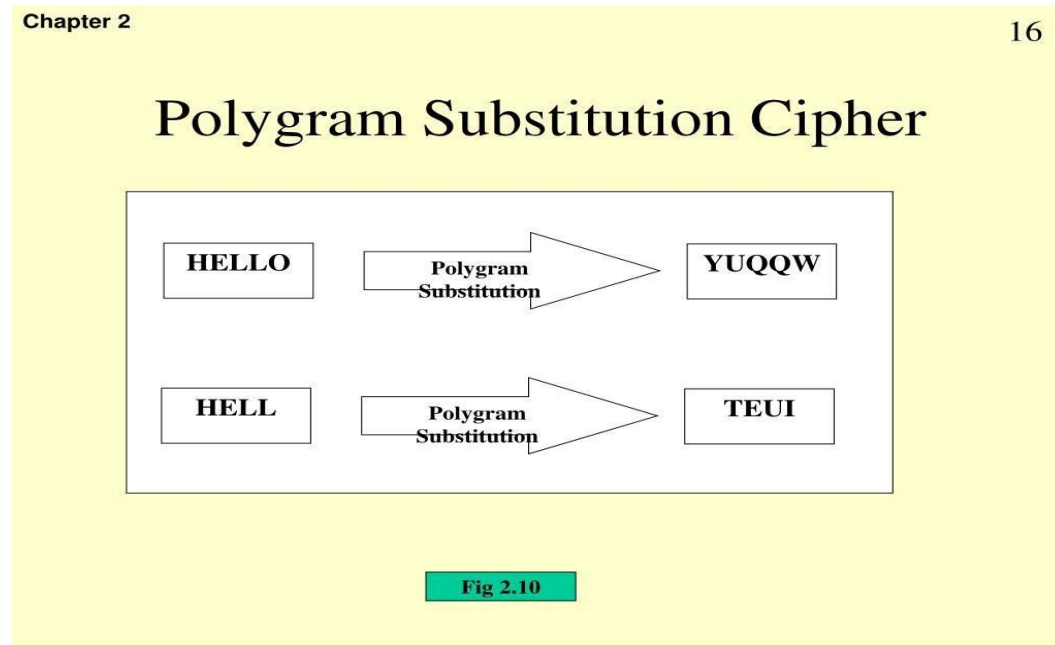 Chapter 2
16
Polygram Substitution Cipher
HELLO
Polygram
Substitution
YUQQW
HELL
Polygram
Substitution
TEUI
Fig 2.10